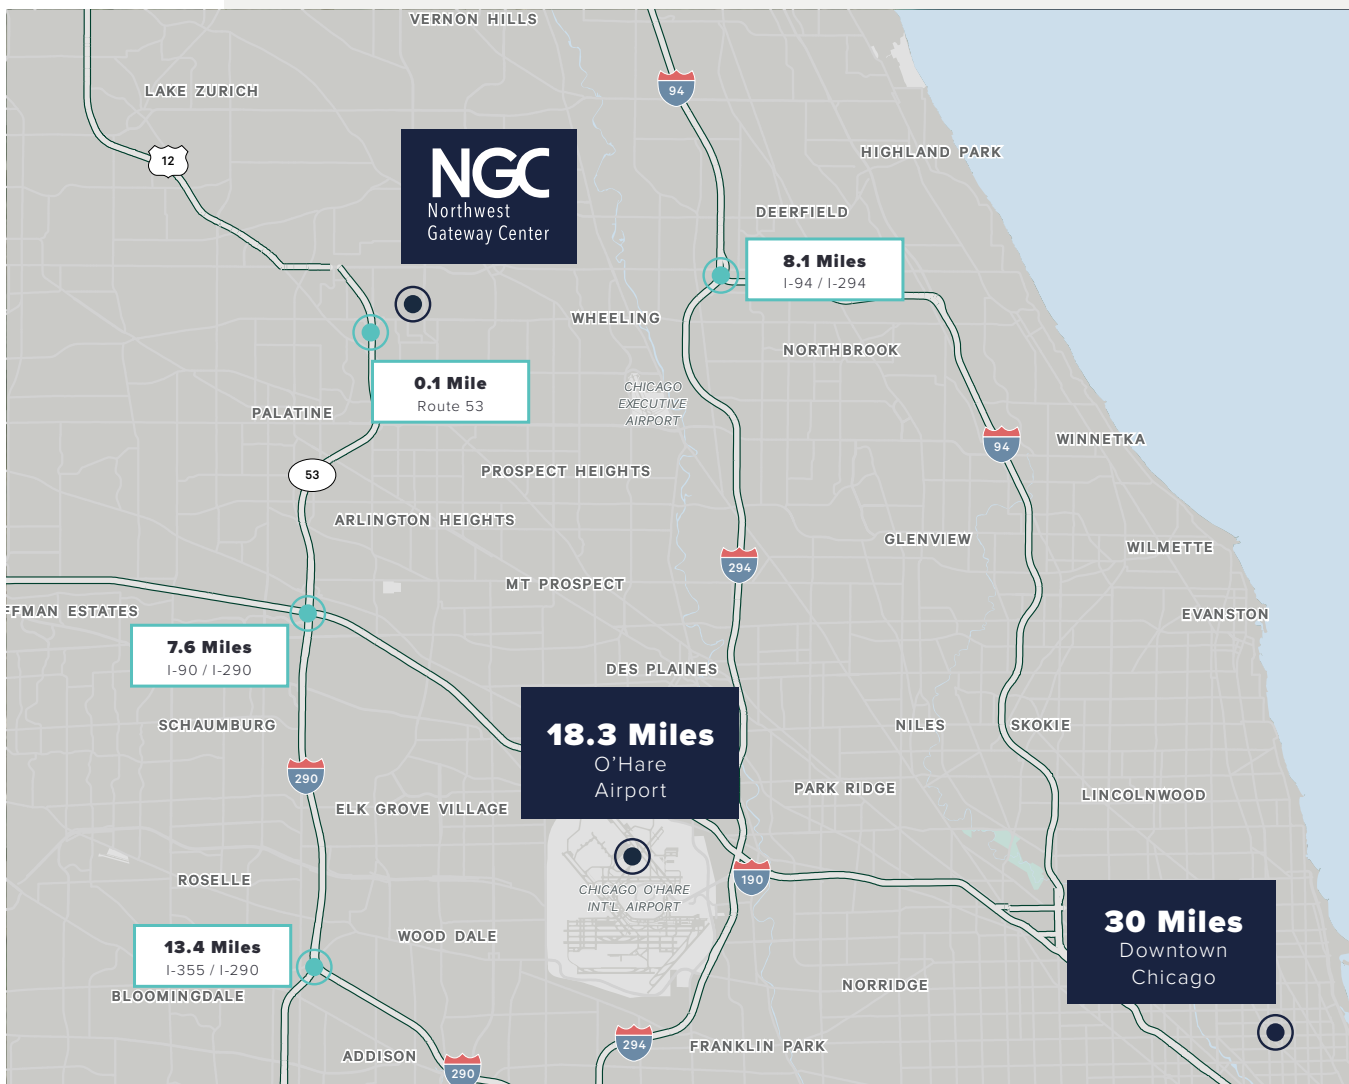 VERNON HILLS
94
LAKE ZURICH
12
HIGHLAND PARK
NGC
Northwest
Gateway Center
DEERFIELD
8.1 Miles
I-94 / I-294
WHEELING
NORTHBROOK
0.1 Mile
Route 53
CHICAGO
EXECUTIVE
AIRPORT
PALATINE
94
WINNETKA
53
PROSPECT HEIGHTS
ARLINGTON HEIGHTS
GLENVIEW
WILMETTE
294
MT PROSPECT
FFMAN ESTATES
EVANSTON
7.6 Miles
I-90 / I-290
DES PLAINES
SCHAUMBURG
18.3 Miles
O'Hare
Airport
NILES
SKOKIE
290
ELK GROVE VILLAGE
PARK RIDGE
LINCOLNWOOD
190
ROSELLE
CHICAGO O'HARE
INT'L AIRPORT
30 Miles
Downtown
Chicago
WOOD DALE
13.4 Miles
I-355 / I-290
BLOOMINGDALE
NORRIDGE
294
FRANKLIN PARK
ADDISON
290